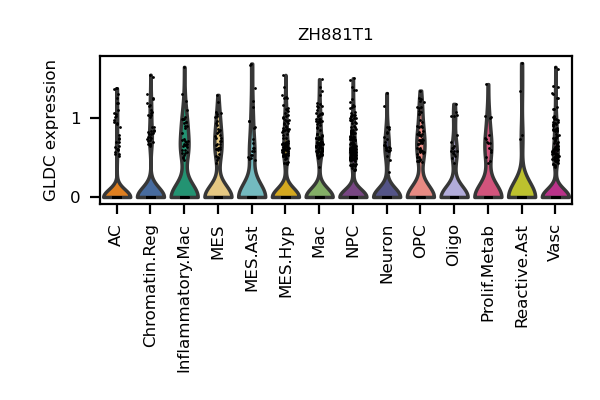 ZH881T1
GLDC expression
1
0
AC
Chromatin.Reg
Inflammatory.Mac
MES
MES.Ast
MES.Hyp
Mac
NPC
Neuron
OPC
Oligo
Prolif.Metab
Reactive.Ast
Vasc